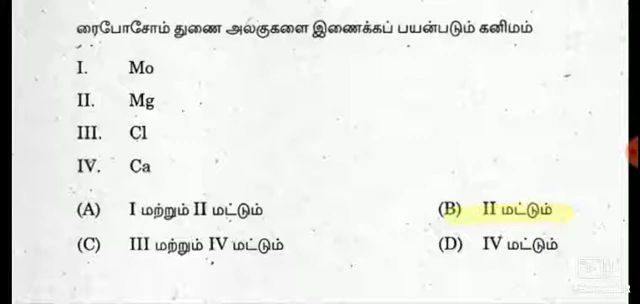 ரைபோசோம் துணை அலகுகளை இணைக்கப் பயன்படும் கனிமம்
I. Mo
II. Mg
III. Cl
IV. Ca
(A) I மற்றும் II மட்டும் (B) II மட்டும்
(C) III மற்றும் IV மட்டும் (D) IV மட்டும்